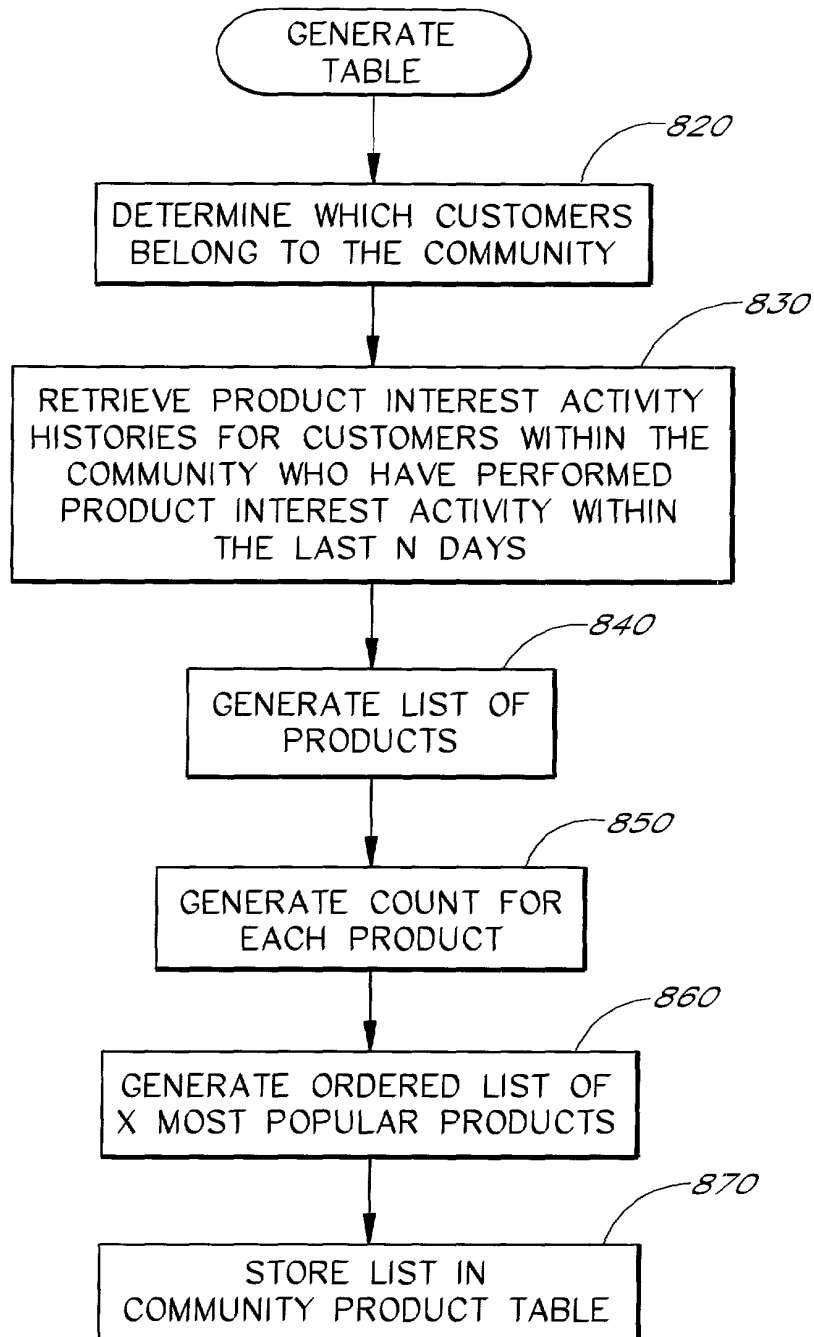 GENERATE
TABLE
820
DETERMINE WHICH CUSTOMERS
BELONG TO THE COMMUNITY
830
RETRIEVE PRODUCT INTEREST ACTIVITY
HISTORIES FOR CUSTOMERS WITHIN THE
COMMUNITY WHO HAVE PERFORMED
PRODUCT INTEREST ACTIVITY WITHIN
THE LAST N DAYS
840
GENERATE LIST OF
PRODUCTS
850
GENERATE COUNT FOR
EACH PRODUCT
860
GENERATE ORDERED LIST OF
X MOST POPULAR PRODUCTS
870
STORE LIST IN
COMMUNITY PRODUCT TABLE